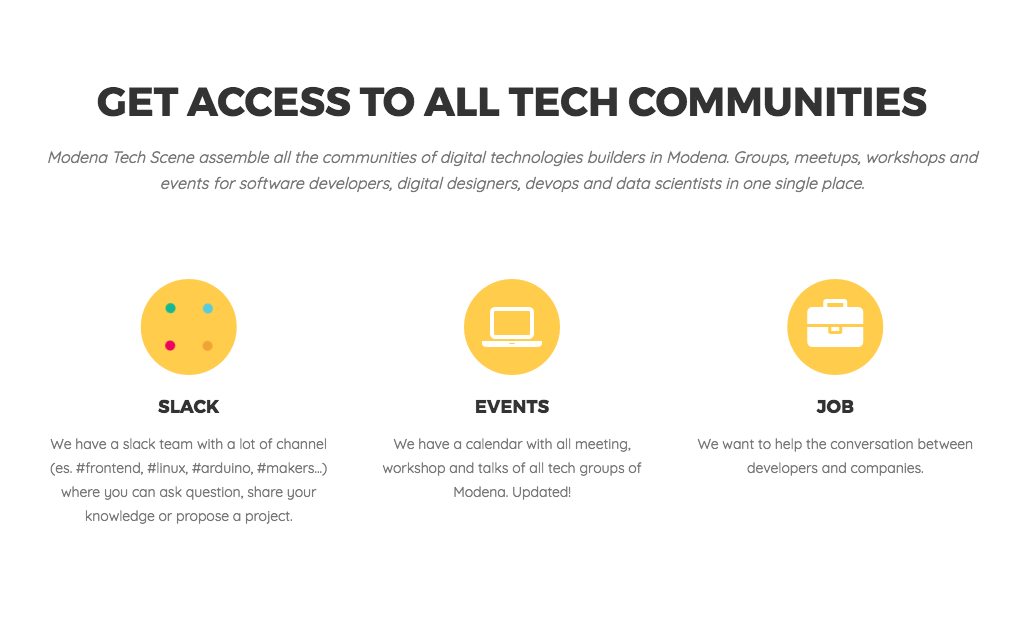 GET ACCESS TO ALL TECH COMMUNITIES
Modena Tech Scene assemble all the communities of digital technologies builders in Modena. Groups, meetups, workshops and
events for software developers, digital designers, devops and data scientists in one single place.
SLACK
We have a slack team with a lot of channel
(es. #frontend, #linux, #arduino, #makers...)
where you can ask question, share your
knowledge or propose a project.
EVENTS
We have a calendar with all meeting,
workshop and talks of all tech groups of
Modena. Updated!
JOB
We want to help the conversation between
developers and companies.